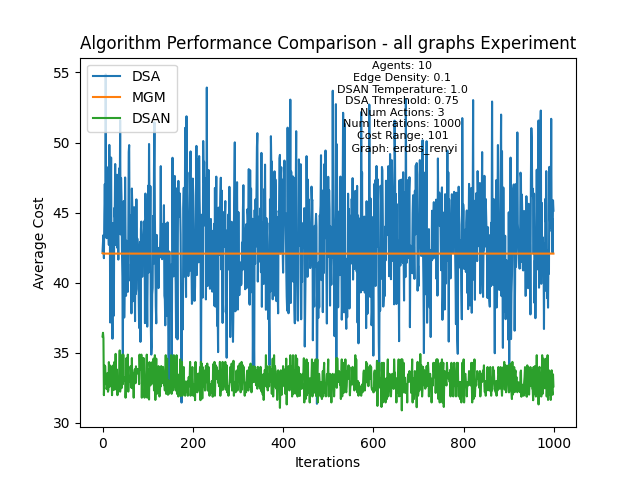 Algorithm Performance Comparison - all graphs Experiment
DSA
MGM
DSAN
Agents: 10
Edge Density: 0.1
DSAN Temperature: 1.0
DSA Threshold: 0.75
Num Actions: 3
Num Iterations: 1000
Cost Range: 101
Graph: erdos_renyi
Average Cost
55
50
45
40
35
30
0 200 400 600 800 1000
Iterations